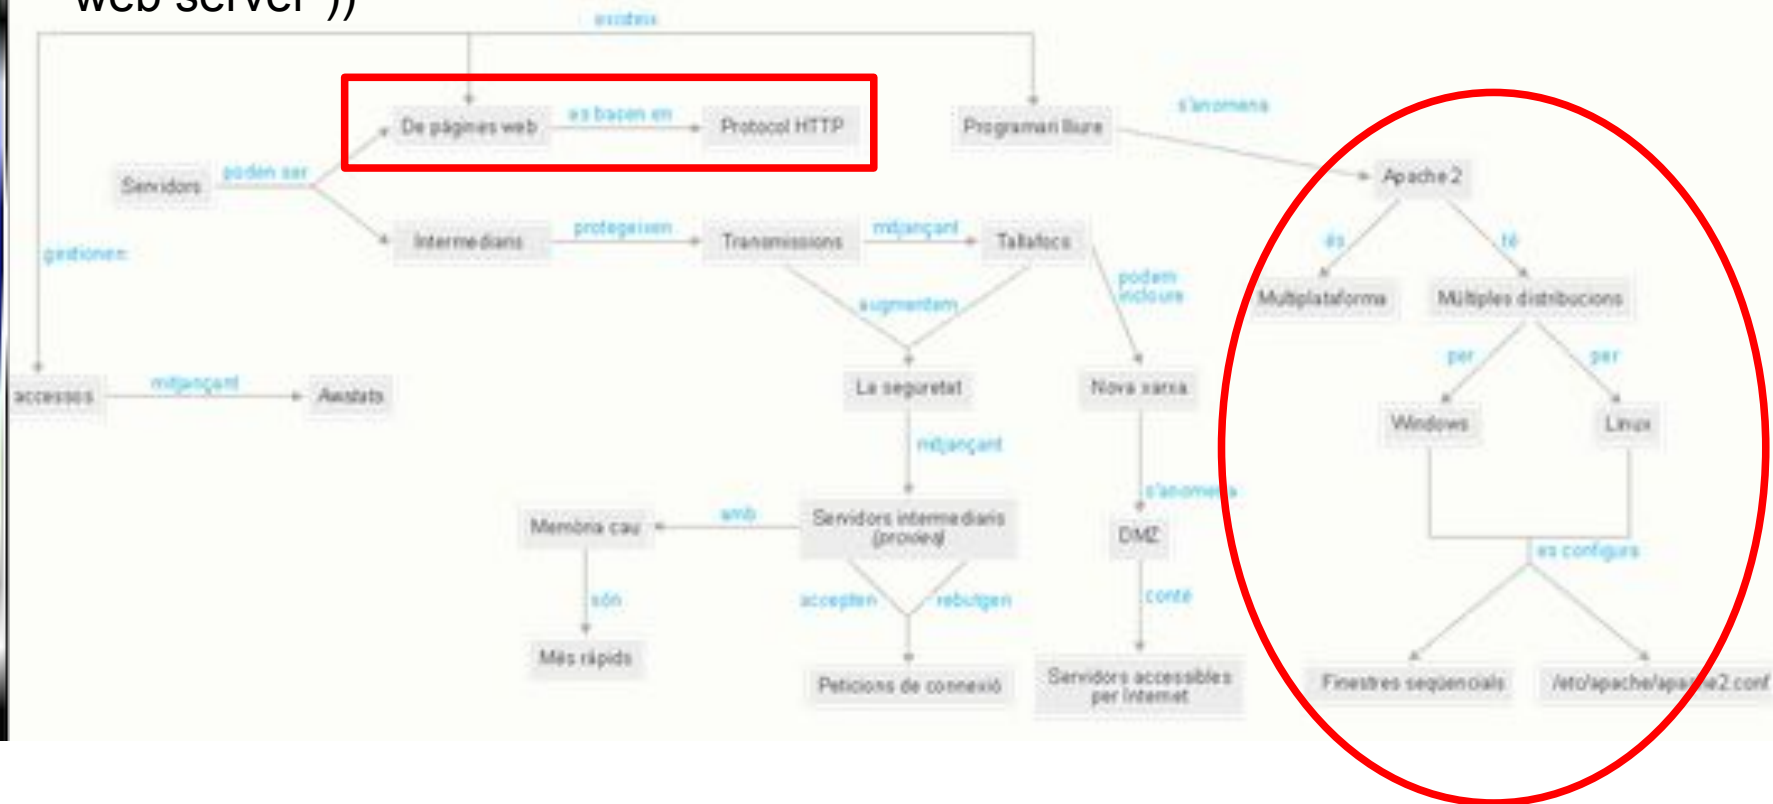 web server"))
existeix
De pàgines web
es basen en
Protocol HTTP
Programari lliure
s'anomena
Apache 2
Servidors
poden ser
gestionen
Intermediaris
protegeixen
Transmissions
mitjançant
Tallafocs
és
té
podem
incloure
Multiplataforma
Múltiples distribucions
augmentem
per
per
accessos
mitjançant
Awstats
La seguretat
Nova xarxa
Windows
Linux
mitjançant
s'anomena
Memòria cau
amb
Servidors intermediaris
(proxies)
DMZ
es configura
són
accepten
rebutgen
conté
Més ràpids
Peticions de connexió
Servidors accessibles
per Internet
Finestres seqüencials
/etc/apache/apache2.conf